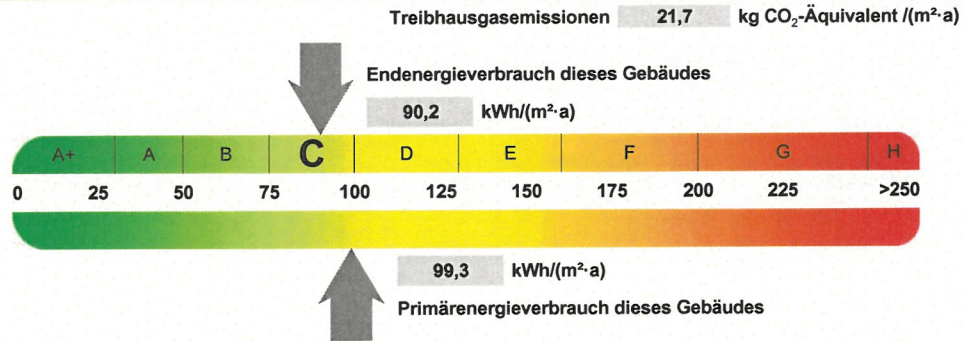 Treibhausgasemissionen 21,7 kg CO₂-Äquivalent /(m²·a)
Endenergieverbrauch dieses Gebäudes
90,2 kWh/(m²·a)
A+ A B C D E F G H
0 25 50 75 100 125 150 175 200 225 >250
99,3 kWh/(m²·a)
Primärenergieverbrauch dieses Gebäudes